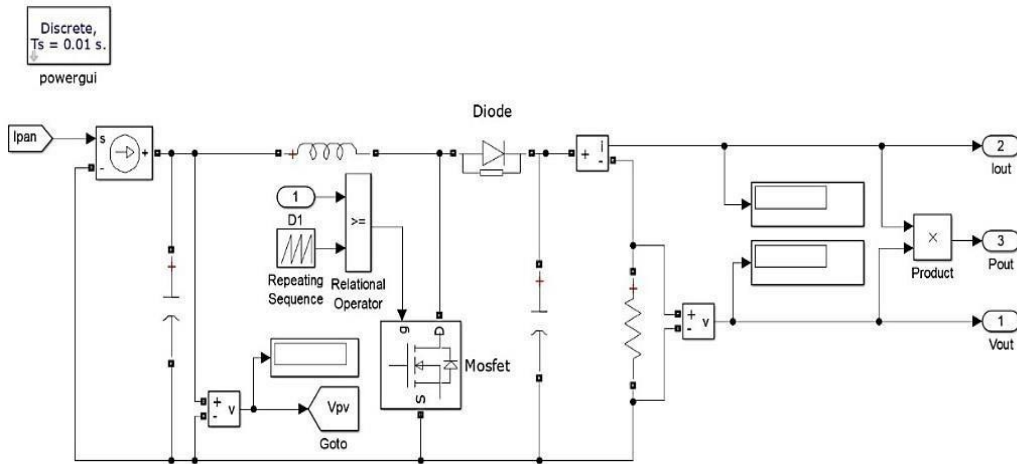 Discrete,
Ts = 0.01 s.
powergui
Ipan
s
+
-
Diode
+
i
-
2
Iout
1
D1
>=
Repeating
Sequence
Relational
Operator
×
Product
3
Pout
g
D
S
Mosfet
+
-
v
1
Vout
+
-
v
Vpv
Goto